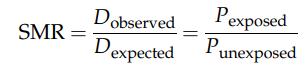 SMR = D_observed / D_expected = P_exposed / P_unexposed